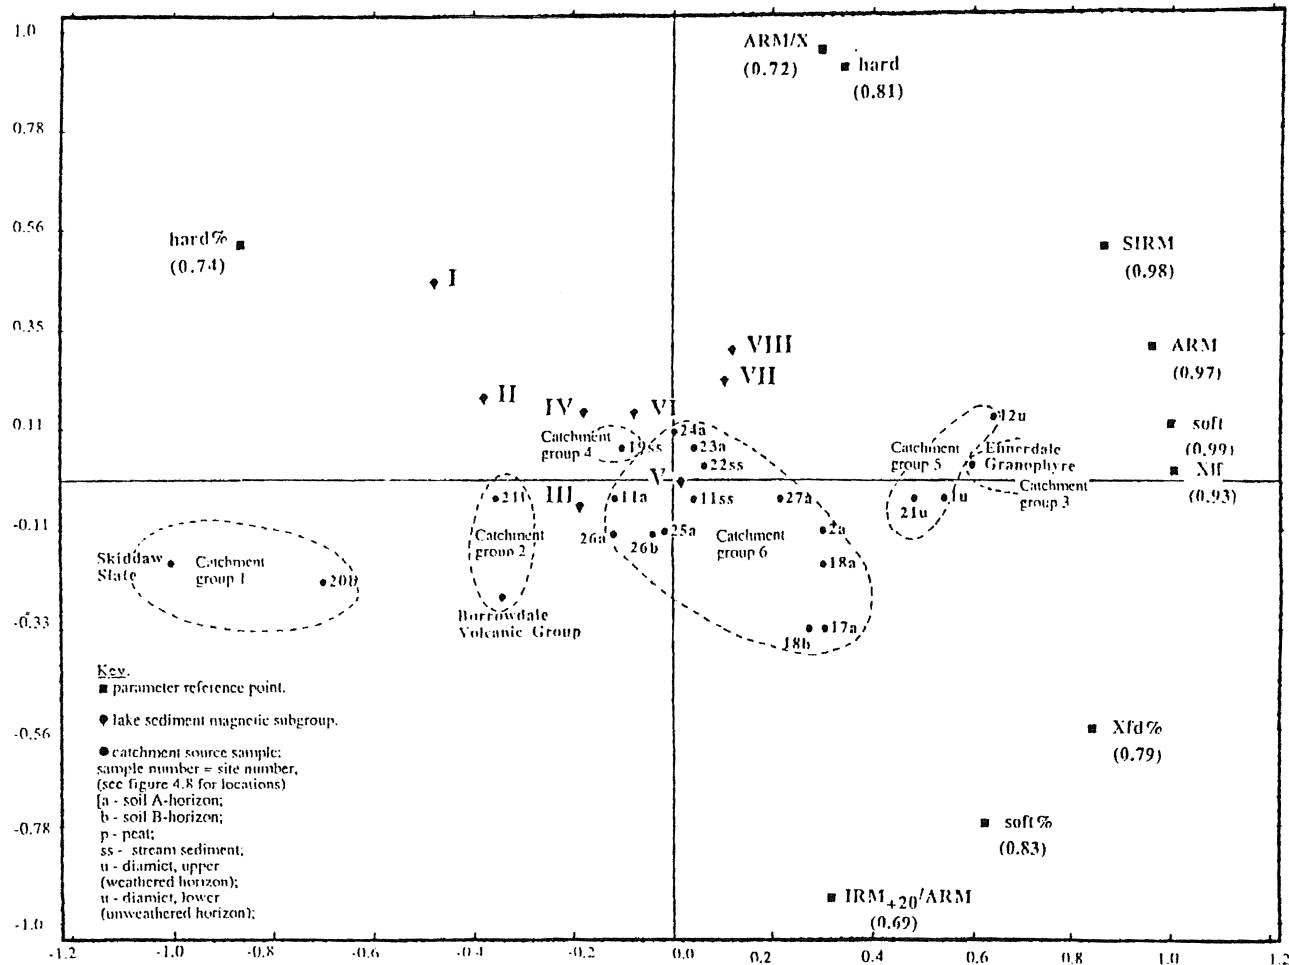 1.0
0.78
0.56
0.35
0.11
-0.11
-0.33
-0.56
-0.78
-1.0
-1.2
-1.0
-0.8
-0.6
-0.4
-0.2
0.0
0.2
0.4
0.6
0.8
1.0
1.2
ARM/X
(0.72)
hard
(0.81)
hard%
(0.74)
SIRM
(0.98)
ARM
(0.97)
soft
(0.99)
Xlf
(0.93)
Xfd%
(0.79)
soft%
(0.83)
IRM+20/ARM
(0.69)
I
II
III
IV
V
VI
VII
VIII
Catchment
group 4
19ss
24a
23a
22ss
11a
11ss
27a
26a
26b
25a
Catchment
group 6
2a
18a
17a
18b
12u
Catchment
group 5
Ennerdale
Granophyre
Catchment
group 3
21u
1u
21l
Catchment
group 2
Borrowdale
Volcanic Group
Skiddaw
Slate
Catchment
group 1
Key.
parameter reference point.
lake sediment magnetic subgroup.
catchment source sample;
sample number = site number,
(see figure 4.8 for locations)
[a - soil A-horizon;
b - soil B-horizon;
p - peat;
ss - stream sediment;
u - diamict, upper
(weathered horizon);
u - diamict, lower
(unweathered horizon);